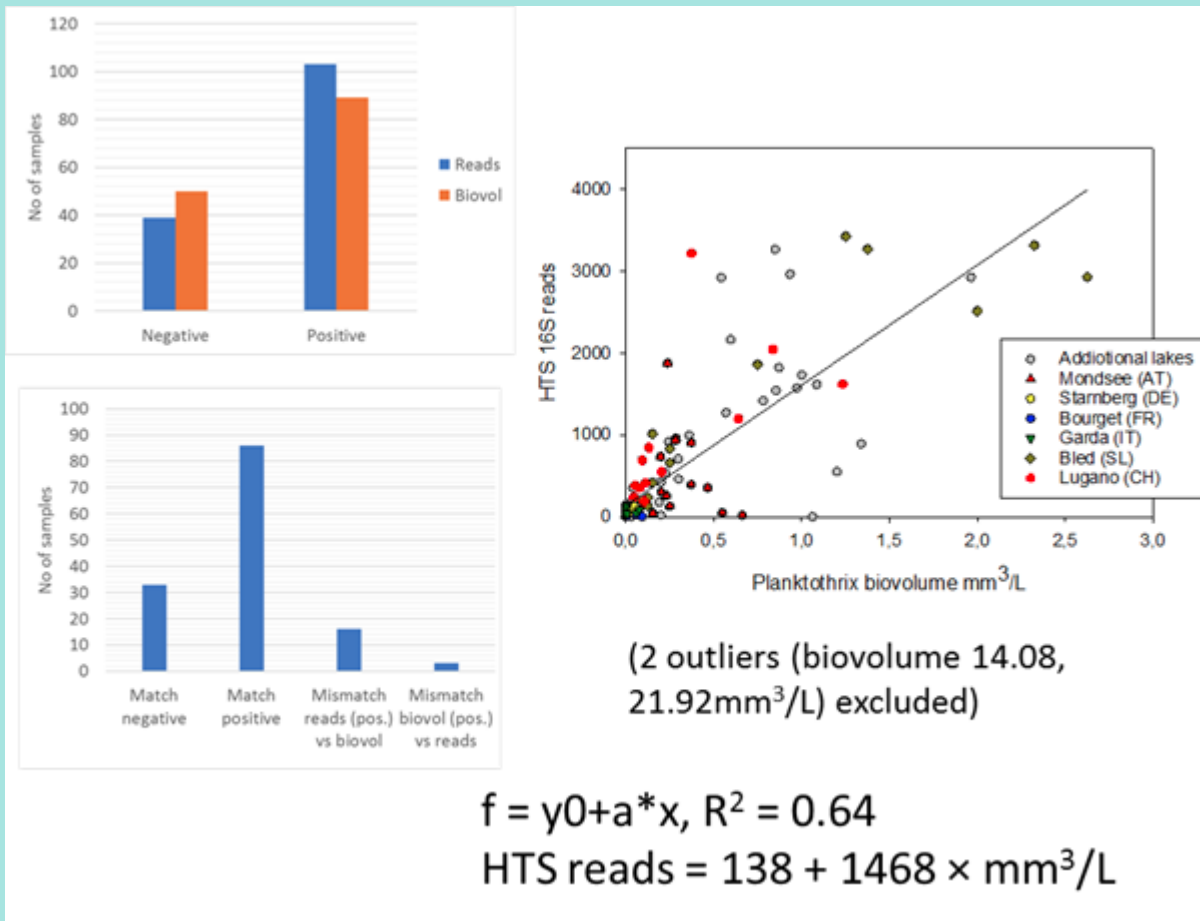 120
100
80
60
40
20
0
No of samples
Negative
Positive
Reads
Biovol
100
90
80
70
60
50
40
30
20
10
0
No of samples
Match
negative
Match
positive
Mismatch
reads (pos.)
vs biovol
Mismatch
biovol (pos.)
vs reads
4000
3000
2000
1000
0
HTS 16S reads
0,0 0,5 1,0 1,5 2,0 2,5 3,0
Planktothrix biovolume mm³/L
Addiotional lakes
Mondsee (AT)
Starnberg (DE)
Bourget (FR)
Garda (IT)
Bled (SL)
Lugano (CH)
(2 outliers (biovolume 14.08,
21.92mm³/L) excluded)
f = y0+a*x, R² = 0.64
HTS reads = 138 + 1468 × mm³/L